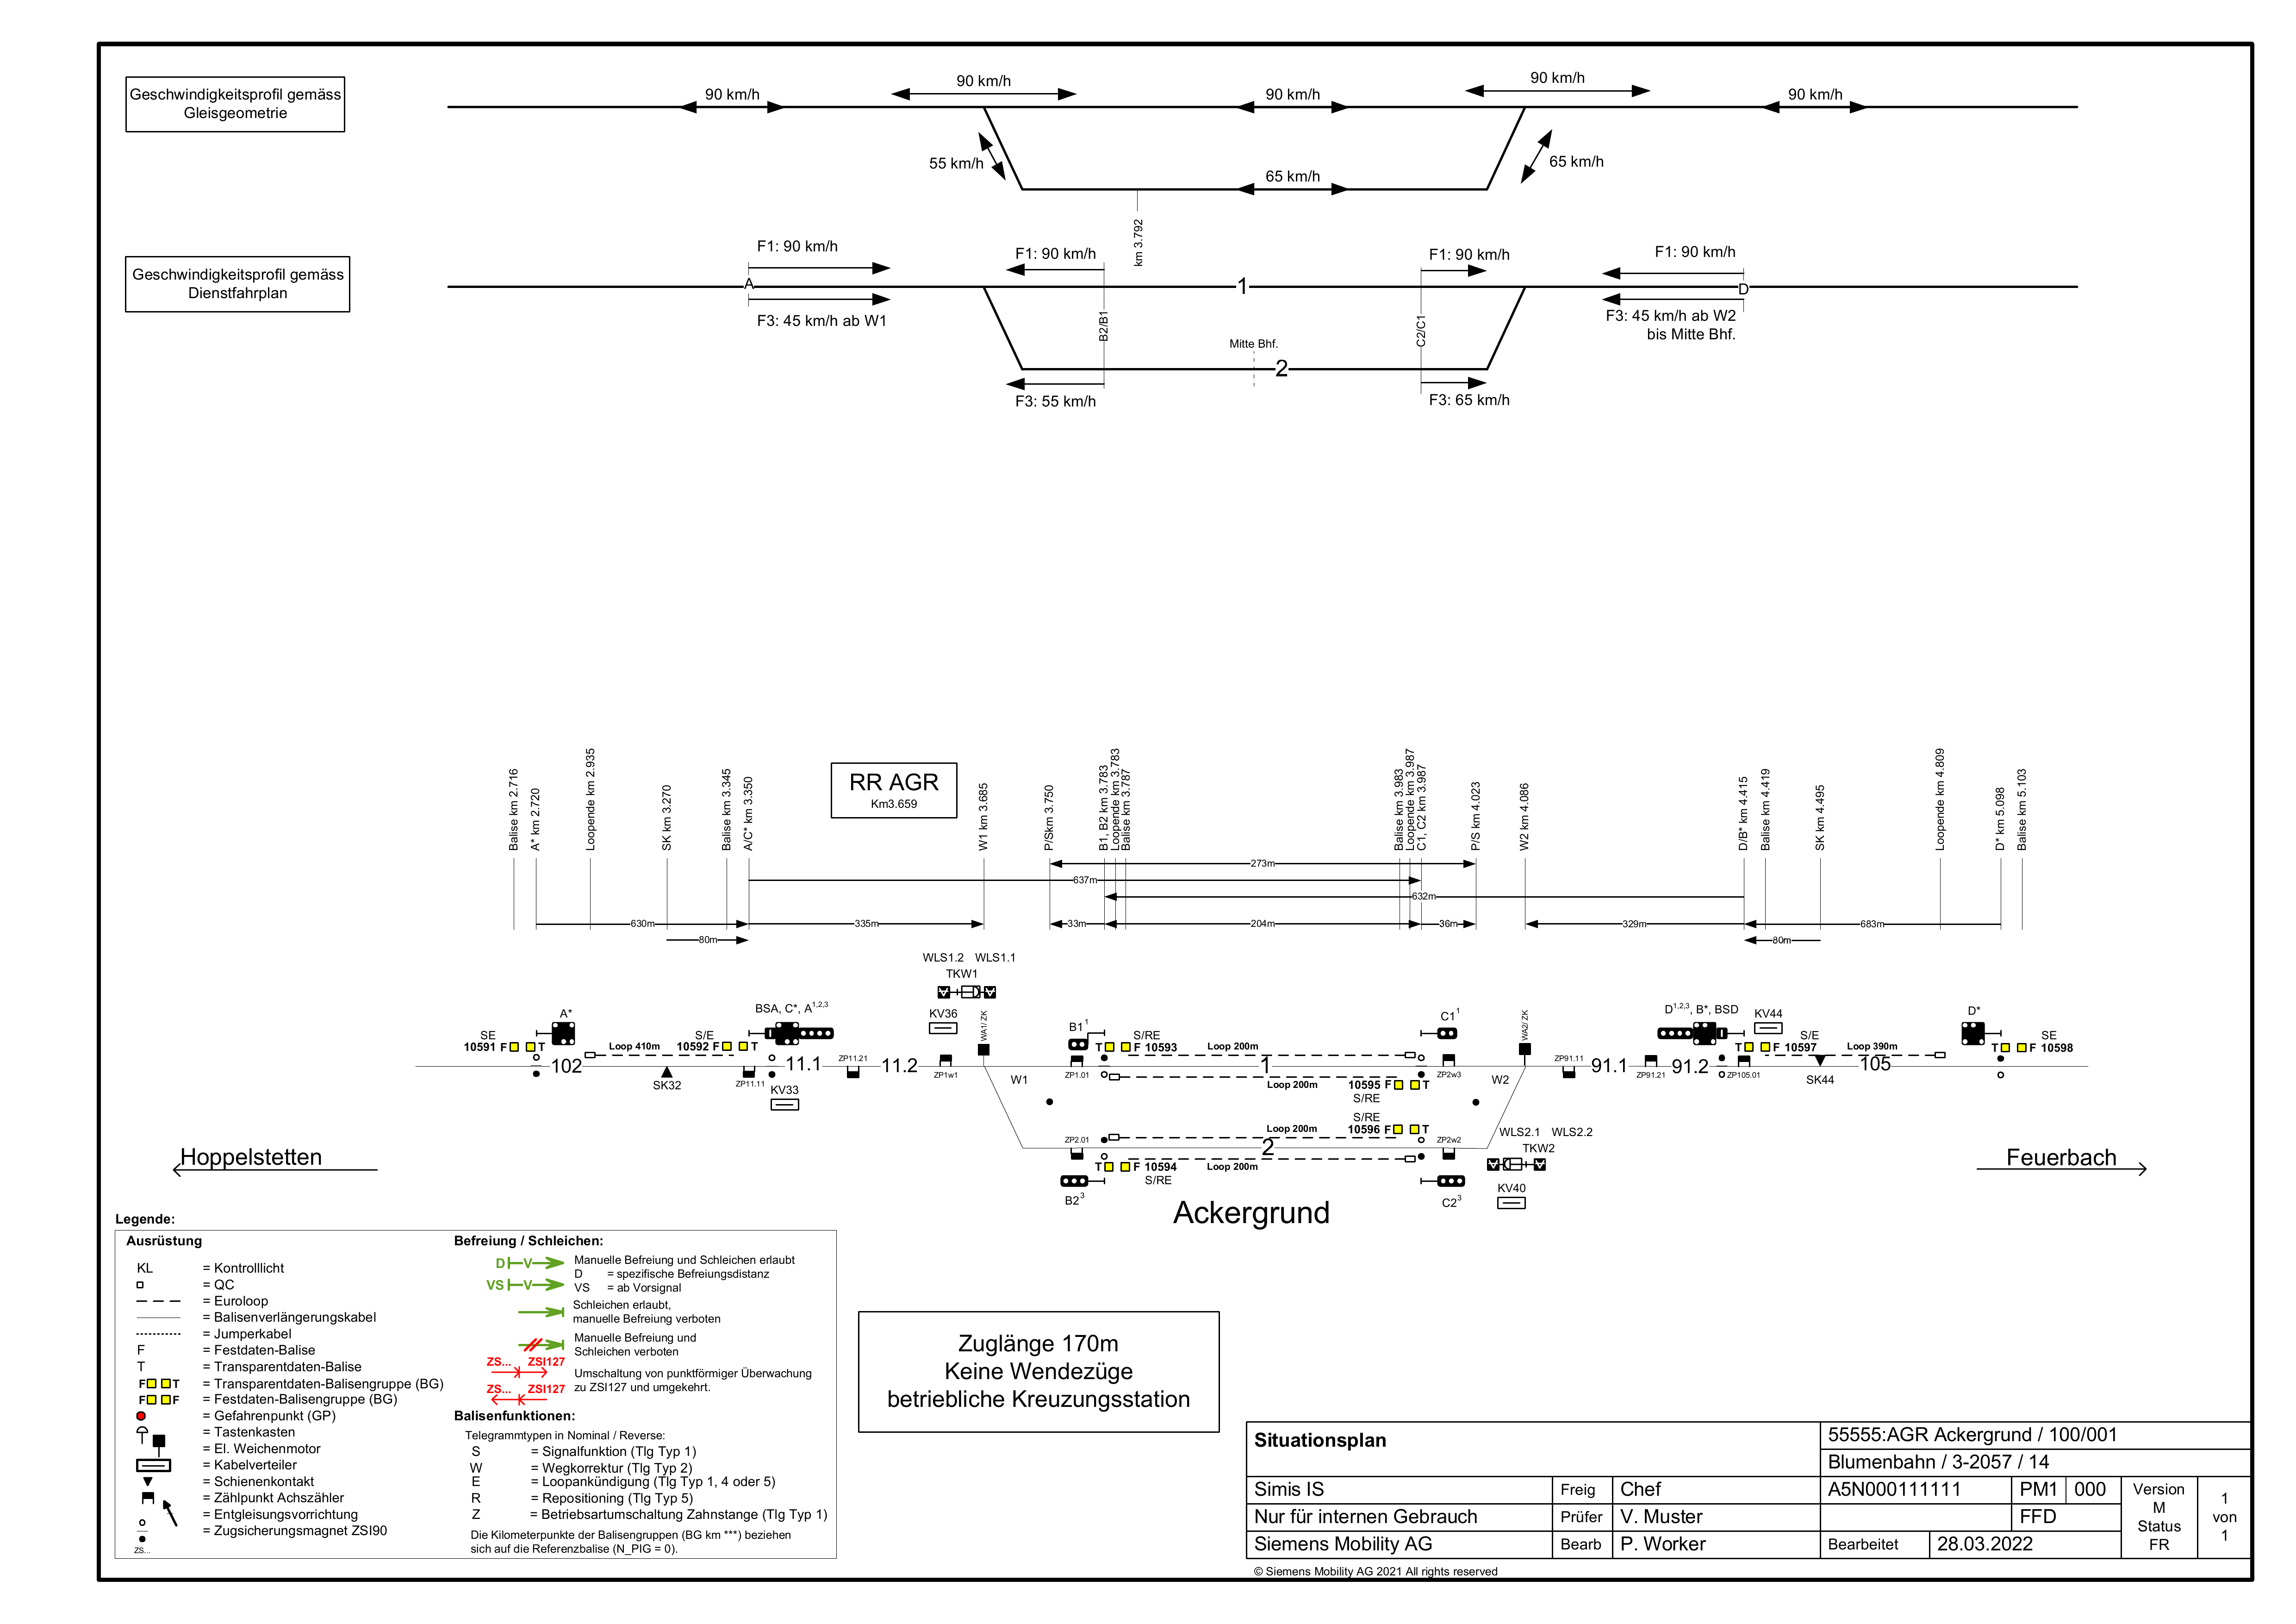 Geschwindigkeitsprofil gemäss
Gleisgeometrie
90 km/h
90 km/h
90 km/h
90 km/h
90 km/h
55 km/h
65 km/h
65 km/h
km 3.792
Geschwindigkeitsprofil gemäss
Dienstfahrplan
F1: 90 km/h
F1: 90 km/h
F1: 90 km/h
F1: 90 km/h
A
1
D
F3: 45 km/h ab W1
B2/B1
C2/C1
F3: 45 km/h ab W2
bis Mitte Bhf.
Mitte Bhf.
2
F3: 55 km/h
F3: 65 km/h
RR AGR
Km3.659
Balise km 2.716
A* km 2.720
Loopende km 2.935
SK km 3.270
Balise km 3.345
A/C* km 3.350
W1 km 3.685
P/Skm 3.750
B1, B2 km 3.783
Loopende km 3.783
Balise km 3.787
Balise km 3.983
Loopende km 3.987
C1, C2 km 3.987
P/S km 4.023
W2 km 4.086
D/B* km 4.415
Balise km 4.419
SK km 4.495
Loopende km 4.809
D* km 5.098
Balise km 5.103
273m
637m
632m
630m
335m
33m
204m
36m
329m
683m
80m
80m
WLS1.2 WLS1.1
TKW1
A*
BSA, C*, A1,2,3
KV36
WA1/ ZK
B1 1
C1 1
WA2/ ZK
D1,2,3, B*, BSD
KV44
D*
SE
10591 F T
Loop 410m
S/E
10592 F T
S/RE
T F 10593
Loop 200m
S/E
T F 10597
Loop 390m
SE
T F 10598
102
SK32
ZP11.11
11.1
ZP11.21
11.2
ZP1w1
W1
ZP1.01
1
ZP2w3
W2
ZP91.11
91.1
ZP91.21
91.2
ZP105.01
SK44
105
KV33
Loop 200m
10595 F T
S/RE
S/RE
10596 F T
Loop 200m
ZP2.01
2
ZP2w2
WLS2.1 WLS2.2
TKW2
T F 10594
S/RE
Loop 200m
KV40
B2 3
C2 3
Hoppelstetten
Feuerbach
Ackergrund
Legende:
Ausrüstung
KL = Kontrolllicht
= QC
= Euroloop
= Balisenverlängerungskabel
= Jumperkabel
F = Festdaten-Balise
T = Transparentdaten-Balise
F T = Transparentdaten-Balisengruppe (BG)
F F = Festdaten-Balisengruppe (BG)
= Gefahrenpunkt (GP)
= Tastenkasten
= El. Weichenmotor
= Kabelverteiler
= Schienenkontakt
= Zählpunkt Achszähler
= Entgleisungsvorrichtung
= Zugsicherungsmagnet ZSI90
ZS...
Befreiung / Schleichen:
D V Manuelle Befreiung und Schleichen erlaubt
D = spezifische Befreiungsdistanz
VS V VS = ab Vorsignal
Schleichen erlaubt,
manuelle Befreiung verboten
Manuelle Befreiung und
Schleichen verboten
ZS... ZSI127
Umschaltung von punktförmiger Überwachung
ZS... ZSI127 zu ZSI127 und umgekehrt.
Balisenfunktionen:
Telegrammtypen in Nominal / Reverse:
S = Signalfunktion (Tlg Typ 1)
W = Wegkorrektur (Tlg Typ 2)
E = Loopankündigung (Tlg Typ 1, 4 oder 5)
R = Repositioning (Tlg Typ 5)
Z = Betriebsartumschaltung Zahnstange (Tlg Typ 1)
Die Kilometerpunkte der Balisengruppen (BG km ***) beziehen
sich auf die Referenzbalise (N_PIG = 0).
Zuglänge 170m
Keine Wendezüge
betriebliche Kreuzungsstation
Situationsplan
55555:AGR Ackergrund / 100/001
Blumenbahn / 3-2057 / 14
Simis IS Freig Chef A5N000111111 PM1 000
Nur für internen Gebrauch Prüfer V. Muster FFD
Siemens Mobility AG Bearb P. Worker Bearbeitet 28.03.2022
Version
M
Status
FR
1
von
1
© Siemens Mobility AG 2021 All rights reserved